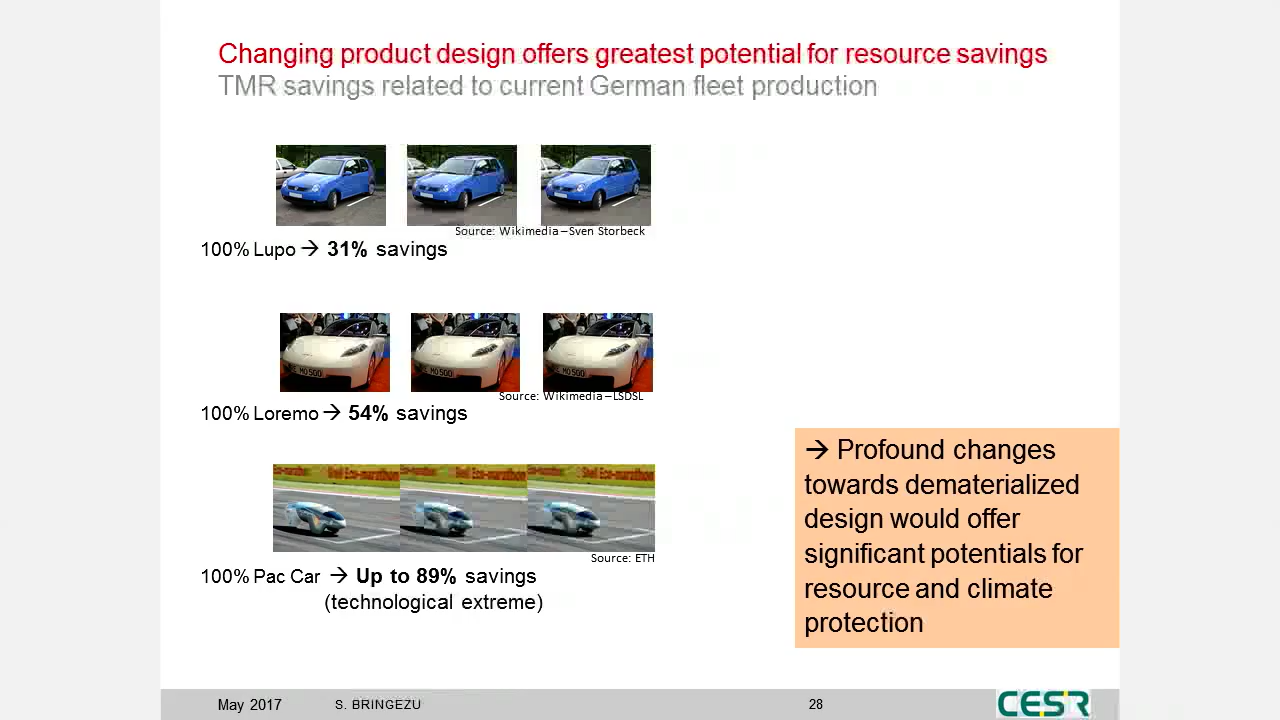 Changing product design offers greatest potential for resource savings
TMR savings related to current German fleet production
Source: Wikimedia – Sven Storbeck
100% Lupo → 31% savings
Source: Wikimedia – LSDSL
100% Loremo → 54% savings
Source: ETH
100% Pac Car → Up to 89% savings
(technological extreme)
→ Profound changes
towards dematerialized
design would offer
significant potentials for
resource and climate
protection
May 2017 S. BRINGEZU 28 CESR